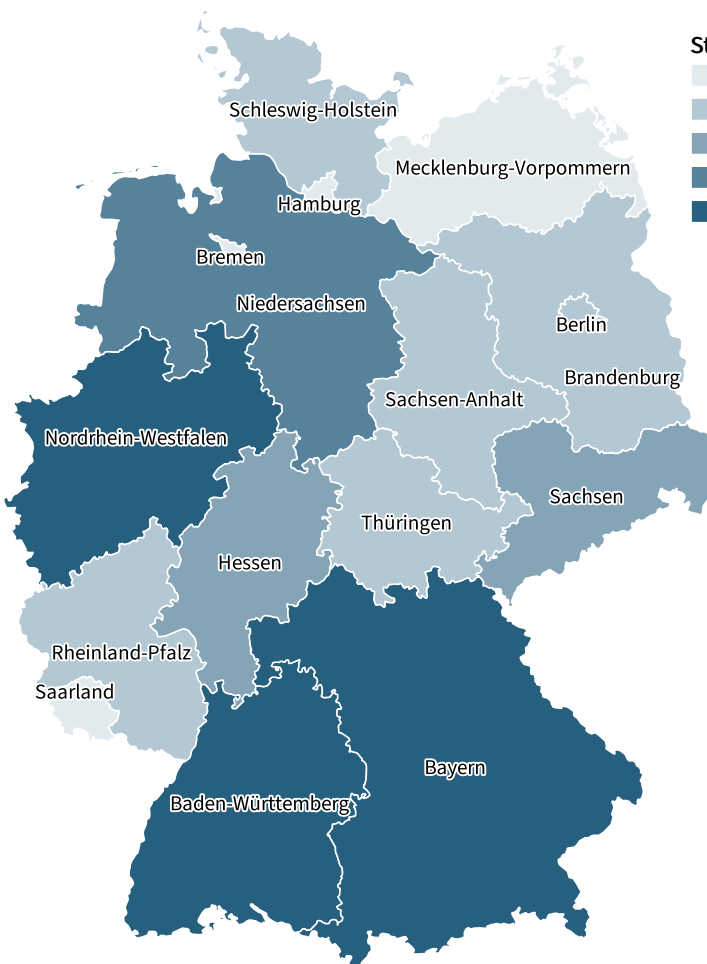 St
Schleswig-Holstein
Mecklenburg-Vorpommern
Hamburg
Bremen
Niedersachsen
Berlin
Brandenburg
Sachsen-Anhalt
Nordrhein-Westfalen
Sachsen
Thüringen
Hessen
Rheinland-Pfalz
Saarland
Bayern
Baden-Württemberg